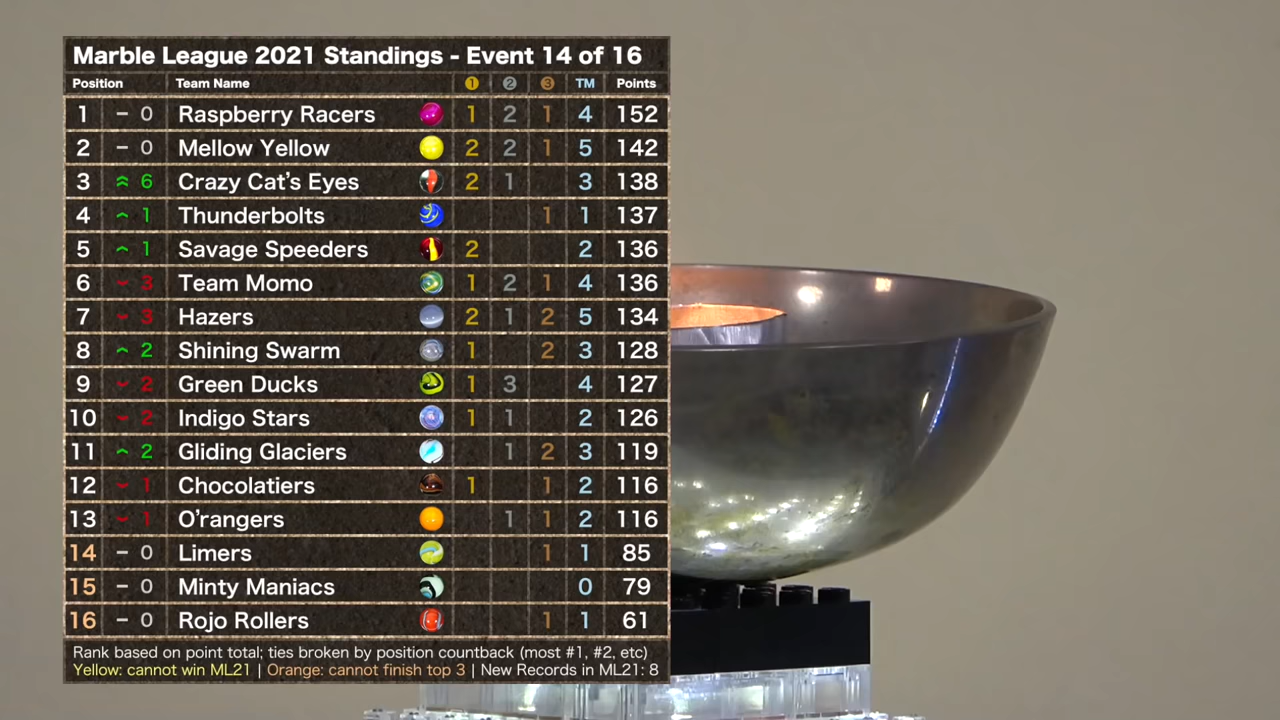 Marble League 2021 Standings - Event 14 of 16
Position Team Name 1 2 3 TM Points
1 – 0 Raspberry Racers 1 2 1 4 152
2 – 0 Mellow Yellow 2 2 1 5 142
3 6 Crazy Cat's Eyes 2 1 3 138
4 1 Thunderbolts 1 1 137
5 1 Savage Speeders 2 2 136
6 3 Team Momo 1 2 1 4 136
7 3 Hazers 2 1 2 5 134
8 2 Shining Swarm 1 2 3 128
9 2 Green Ducks 1 3 4 127
10 2 Indigo Stars 1 1 2 126
11 2 Gliding Glaciers 1 2 3 119
12 1 Chocolatiers 1 1 2 116
13 1 O'rangers 1 1 2 116
14 – 0 Limers 1 1 85
15 – 0 Minty Maniacs 0 79
16 – 0 Rojo Rollers 1 1 61
Rank based on point total; ties broken by position countback (most #1, #2, etc)
Yellow: cannot win ML21 | Orange: cannot finish top 3 | New Records in ML21: 8